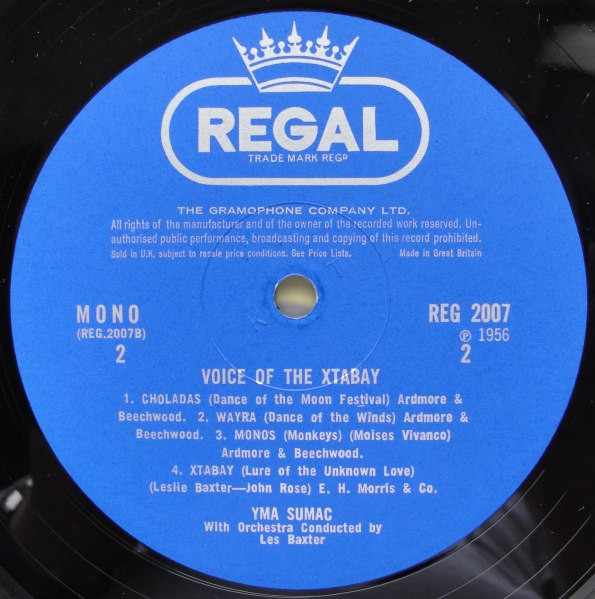 REGAL
TRADE MARK REGD
THE GRAMOPHONE COMPANY LTD.
All rights of the manufacturer and of the owner of the recorded work reserved. Un-
authorised public performance, broadcasting and copying of this record prohibited.
Sold in U.K. subject to resale price conditions. See Price Lists. Made in Great Britain
MONO REG 2007
(REG.2007B) ℗ 1956
2 2
VOICE OF THE XTABAY
1. CHOLADAS (Dance of the Moon Festival) Ardmore &
Beechwood. 2. WAYRA (Dance of the Winds) Ardmore &
Beechwood. 3. MONOS (Monkeys) (Moises Vivanco)
Ardmore & Beechwood.
4. XTABAY (Lure of the Unknown Love)
(Leslie Baxter—John Rose) E. H. Morris & Co.
YMA SUMAC
With Orchestra Conducted by
Les Baxter